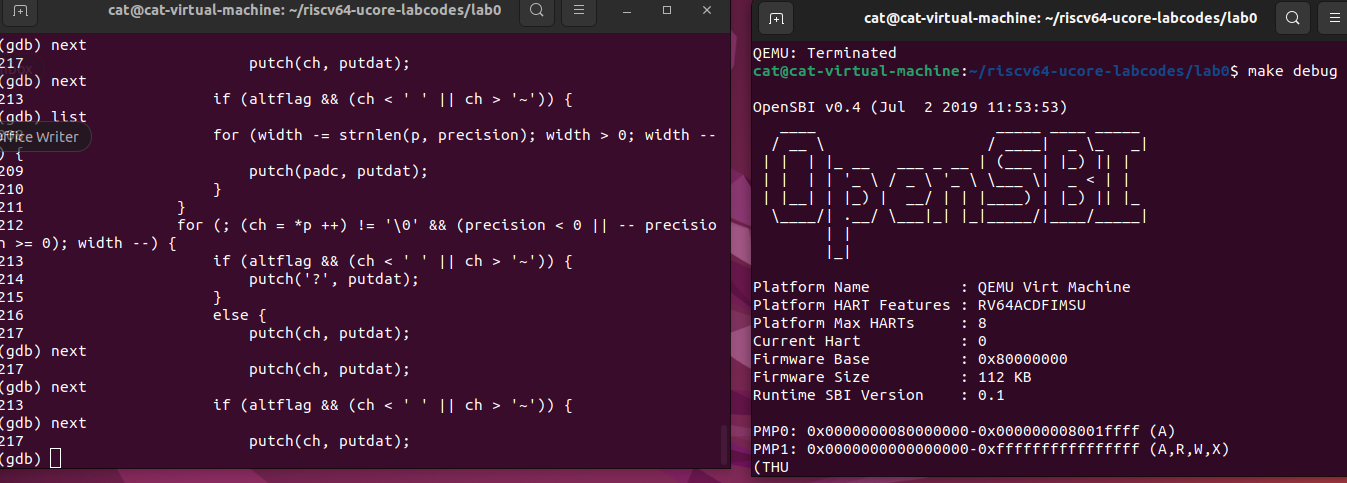 cat@cat-virtual-machine: ~/riscv64-ucore-labcodes/lab0
(gdb) next
217                         putch(ch, putdat);
(gdb) next
213                     if (altflag && (ch < ' ' || ch > '~')) {
(gdb) list
Office Writer
for (width -= strnlen(p, precision); width > 0; width --
) {
209                         putch(padc, putdat);
210                     }
211                 }
212                 for (; (ch = *p ++) != '\0' && (precision < 0 || -- precisio
n >= 0); width --) {
213                     if (altflag && (ch < ' ' || ch > '~')) {
214                         putch('?', putdat);
215                     }
216                     else {
217                         putch(ch, putdat);
(gdb) next
217                         putch(ch, putdat);
(gdb) next
213                     if (altflag && (ch < ' ' || ch > '~')) {
(gdb) next
217                         putch(ch, putdat);
(gdb)
cat@cat-virtual-machine: ~/riscv64-ucore-labcodes/lab0
QEMU: Terminated
cat@cat-virtual-machine:~/riscv64-ucore-labcodes/lab0$ make debug
OpenSBI v0.4 (Jul  2 2019 11:53:53)
OpenSBI
Platform Name          : QEMU Virt Machine
Platform HART Features : RV64ACDFIMSU
Platform Max HARTs     : 8
Current Hart           : 0
Firmware Base          : 0x80000000
Firmware Size          : 112 KB
Runtime SBI Version    : 0.1
PMP0: 0x0000000080000000-0x000000008001ffff (A)
PMP1: 0x0000000000000000-0xffffffffffffffff (A,R,W,X)
(THU